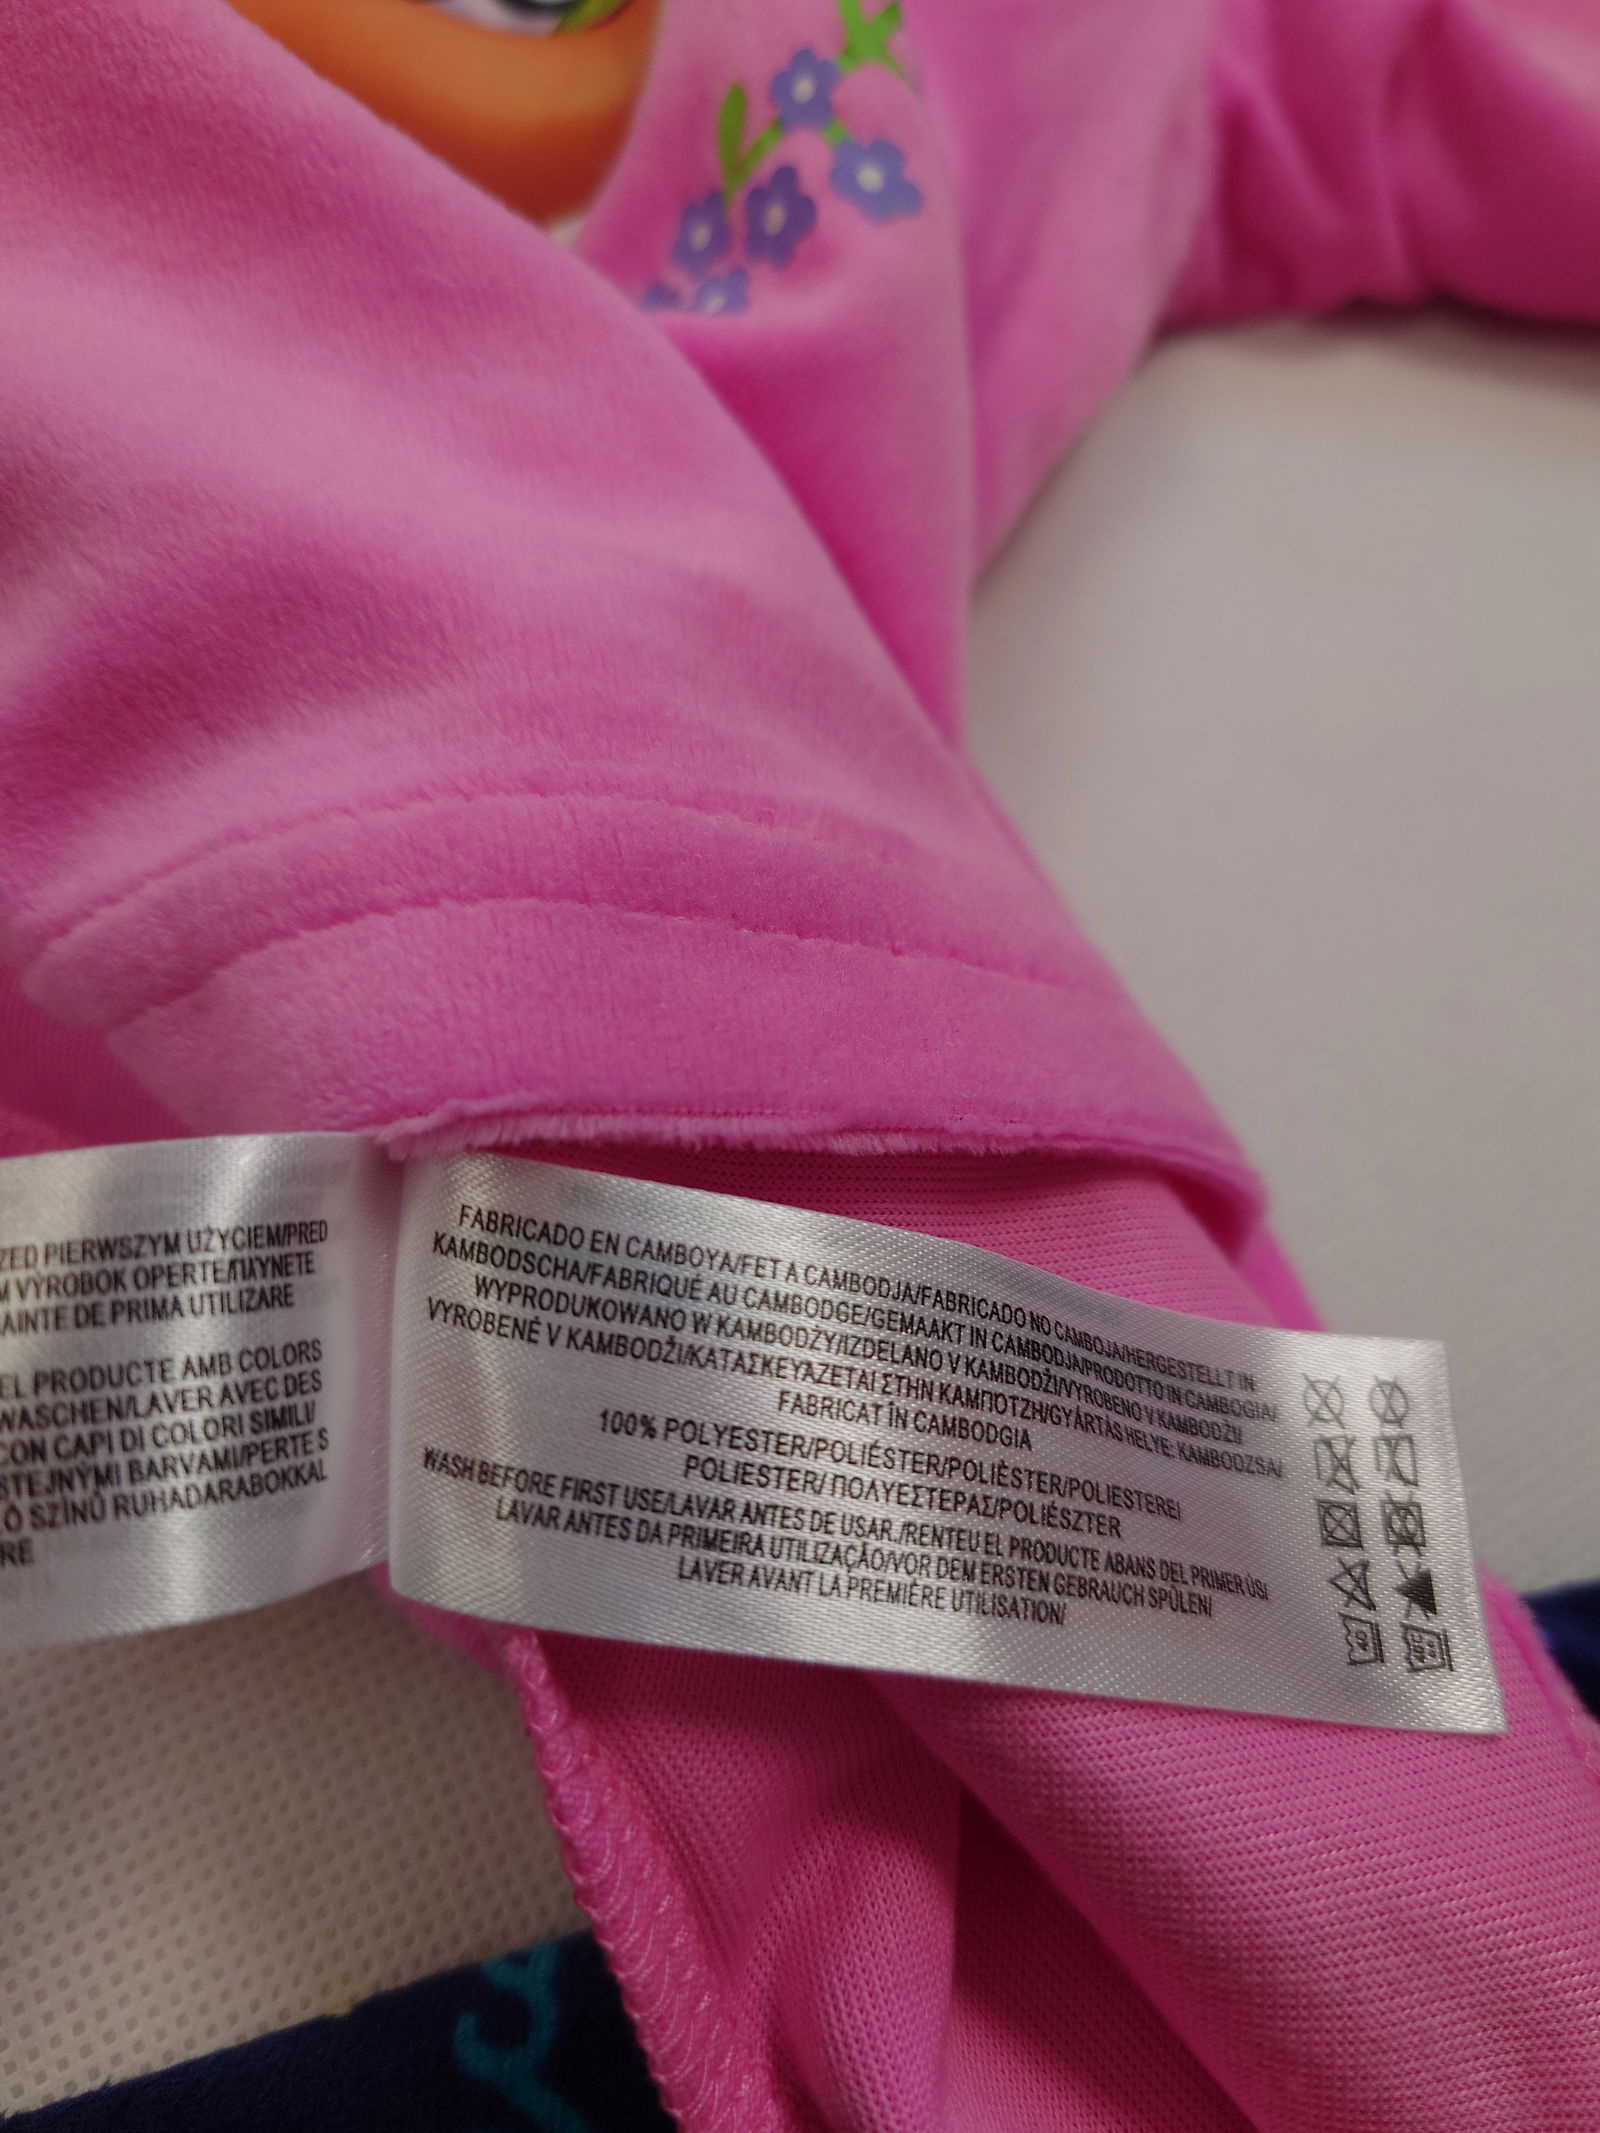 ZED PIERWSZYM UŻYCIEM/PRED
M VÝROBOK OPERTE/ΠΛΥΝΕΤΕ
AINTE DE PRIMA UTILIZARE
EL PRODUCTE AMB COLORS
WASCHEN/LAVER AVEC DES
CON CAPI DI COLORI SIMILI/
STEJNÝMI BARVAMI/PERTE S
Ó SZÍNŰ RUHADARABOKKAL
RE
FABRICADO EN CAMBOYA/FET A CAMBODJA/FABRICADO NO CAMBOJA/HERGESTELLT IN
KAMBODSCHA/FABRIQUÉ AU CAMBODGE/GEMAAKT IN CAMBODJA/PRODOTTO IN CAMBOGIA/
WYPRODUKOWANO W KAMBODŻY/IZDELANO V KAMBODŽI/VYROBENO V KAMBODŽI/
VYROBENÉ V KAMBODŽI/ΚΑΤΑΣΚΕΥΑΖΕΤΑΙ ΣΤΗΝ ΚΑΜΠΟΤΖΗ/GYÁRTÁS HELYE: KAMBODZSA/
FABRICAT ÎN CAMBODGIA
100% POLYESTER/POLIÉSTER/POLIÈSTER/POLIESTEREI
POLIESTER/ ΠΟΛΥΕΣΤΕΡΑΣ/POLIÉSZTER
WASH BEFORE FIRST USE/LAVAR ANTES DE USAR./RENTEU EL PRODUCTE ABANS DEL PRIMER ÚS/
LAVAR ANTES DA PRIMEIRA UTILIZAÇÃO/VOR DEM ERSTEN GEBRAUCH SPÜLEN/
LAVER AVANT LA PREMIÈRE UTILISATION/